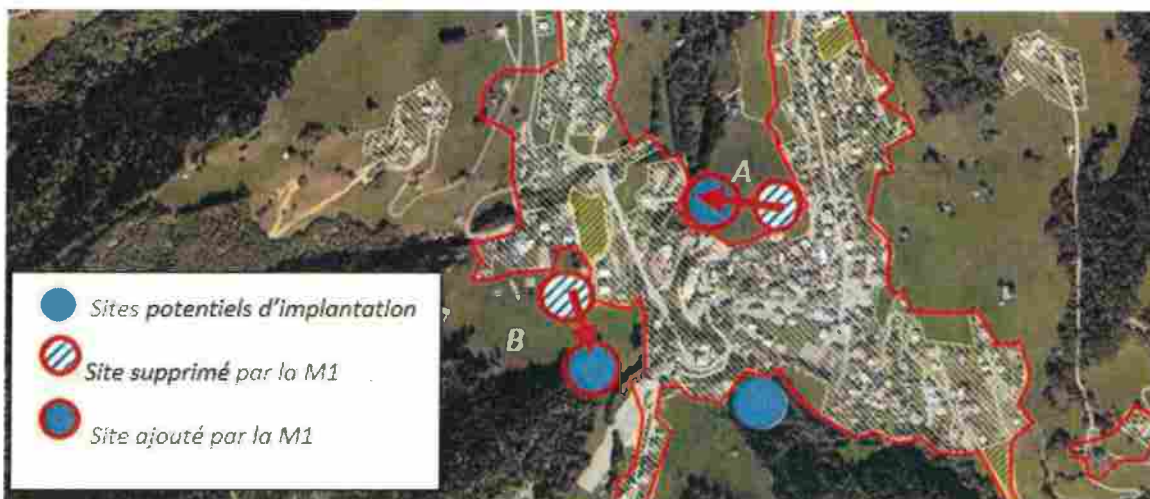 A
B
Sites potentiels d'implantation
Site supprimé par la M1
Site ajouté par la M1